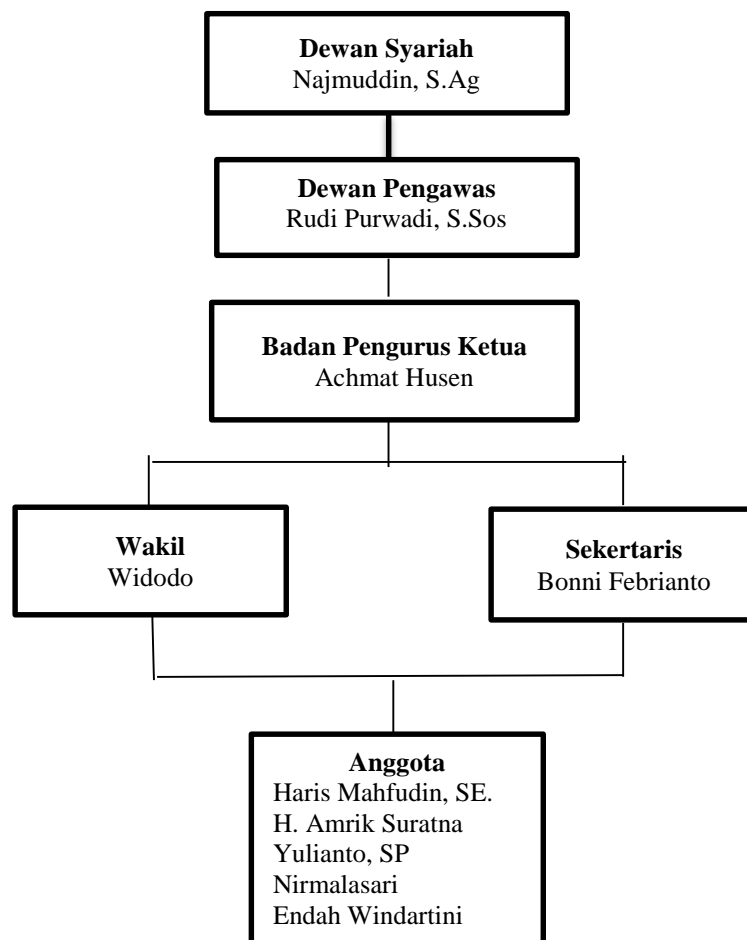 Dewan Syariah
Najmuddin, S.Ag
Dewan Pengawas
Rudi Purwadi, S.Sos
Badan Pengurus Ketua
Achmat Husen
Wakil
Widodo
Sekertaris
Bonni Febrianto
Anggota
Haris Mahfudin, SE.
H. Amrik Suratna
Yulianto, SP
Nirmalasari
Endah Windartini